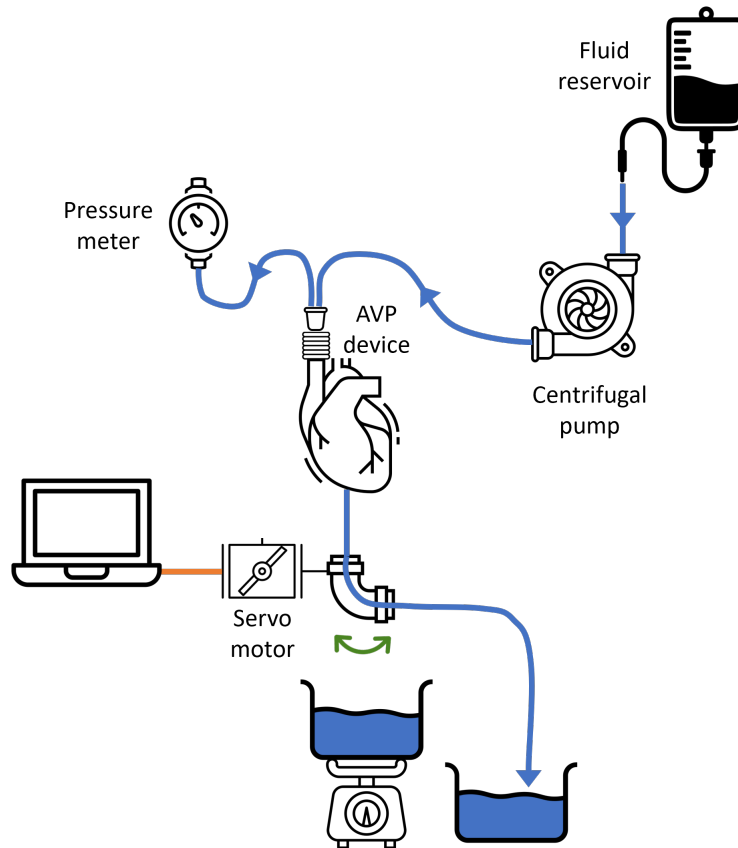 Fluid
reservoir
Pressure
meter
AVP
device
Centrifugal
pump
Servo
motor